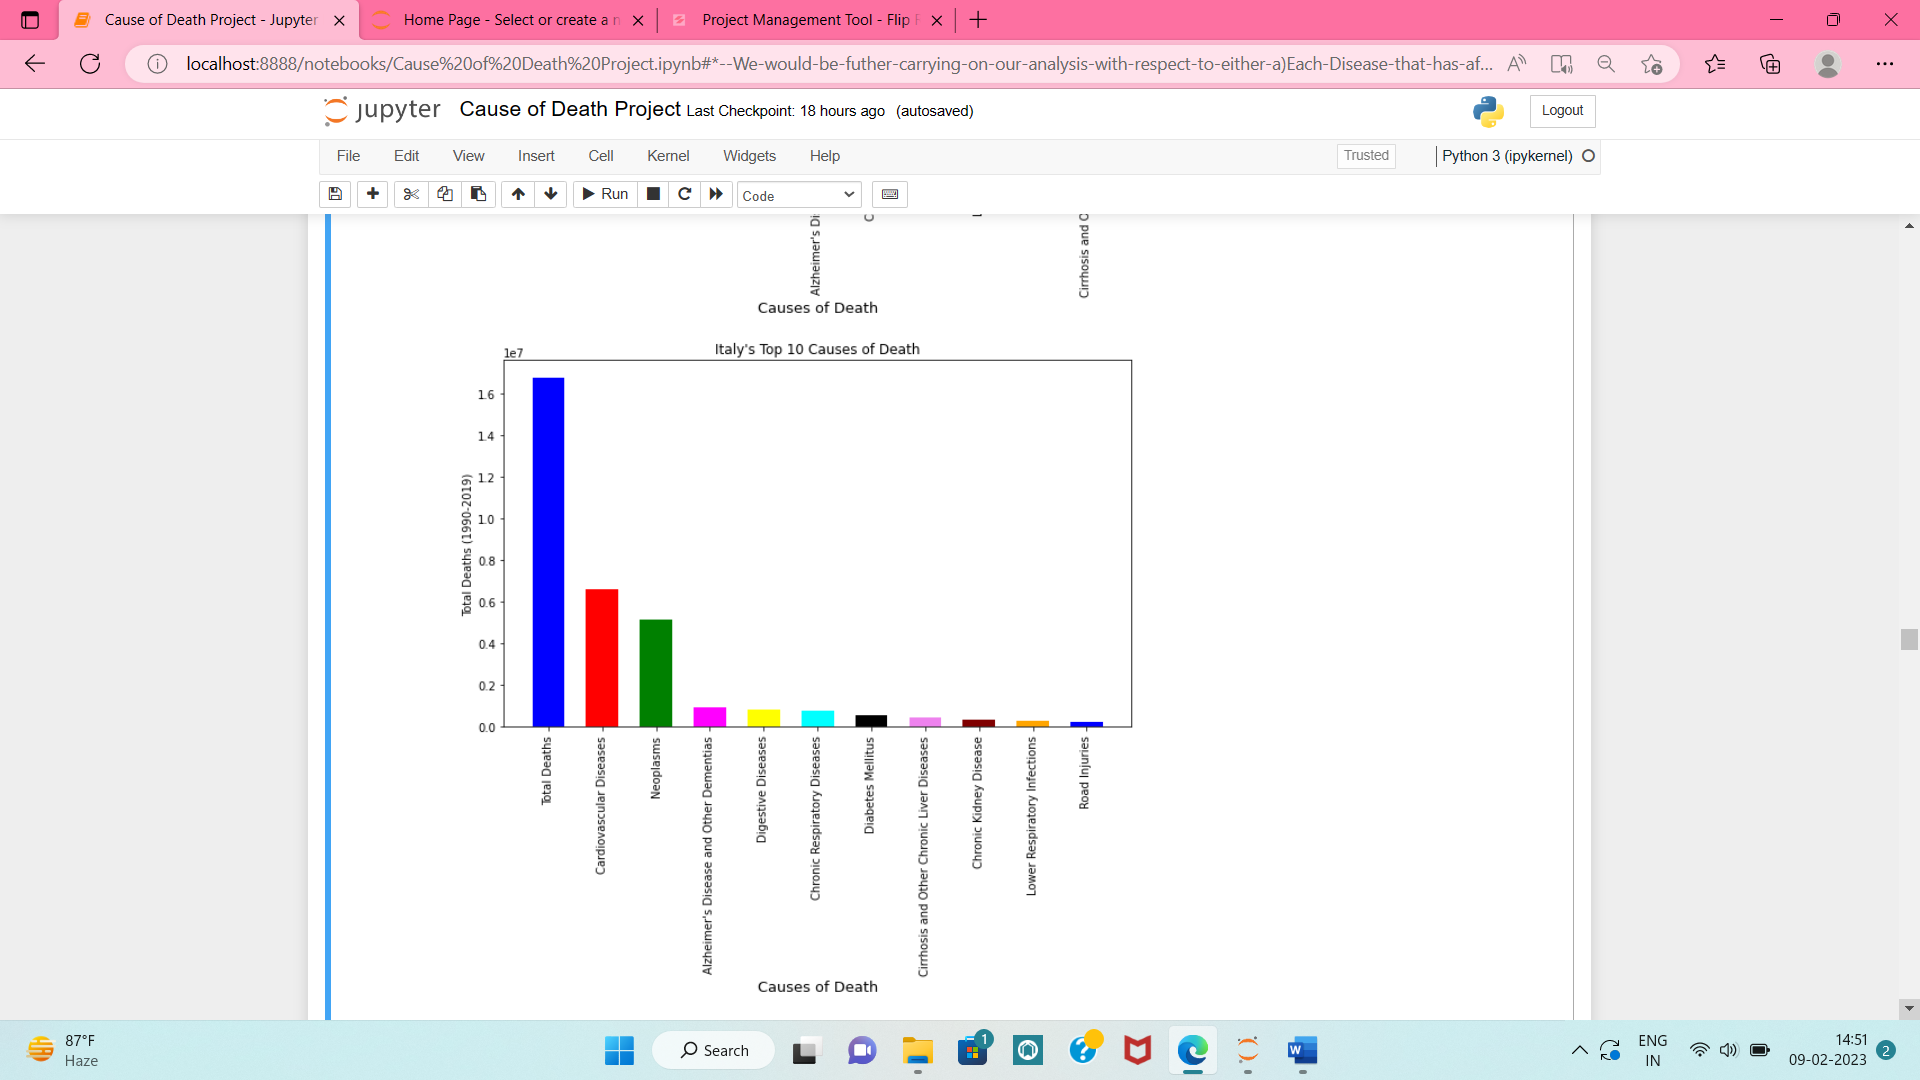 Cause of Death Project - Jupyter
Home Page - Select or create a n
Project Management Tool - Flip F
localhost:8888/notebooks/Cause%20of%20Death%20Project.ipynb#*--We-would-be-futher-carrying-on-our-analysis-with-respect-to-either-a)Each-Disease-that-has-af...
jupyter Cause of Death Project Last Checkpoint: 18 hours ago (autosaved)
Logout
File Edit View Insert Cell Kernel Widgets Help
Trusted
Python 3 (ipykernel)
Run
Code
Alzheimer's Di
C
L
Cirrhosis and O
Causes of Death
Italy's Top 10 Causes of Death
1e7
1.6
1.4
1.2
1.0
0.8
0.6
0.4
0.2
0.0
Total Deaths (1990-2019)
Total Deaths
Cardiovascular Diseases
Neoplasms
Alzheimer's Disease and Other Dementias
Digestive Diseases
Chronic Respiratory Diseases
Diabetes Mellitus
Cirrhosis and Other Chronic Liver Diseases
Chronic Kidney Disease
Lower Respiratory Infections
Road Injuries
Causes of Death
87°F
Haze
Search
1
ENG
IN
14:51
09-02-2023
2